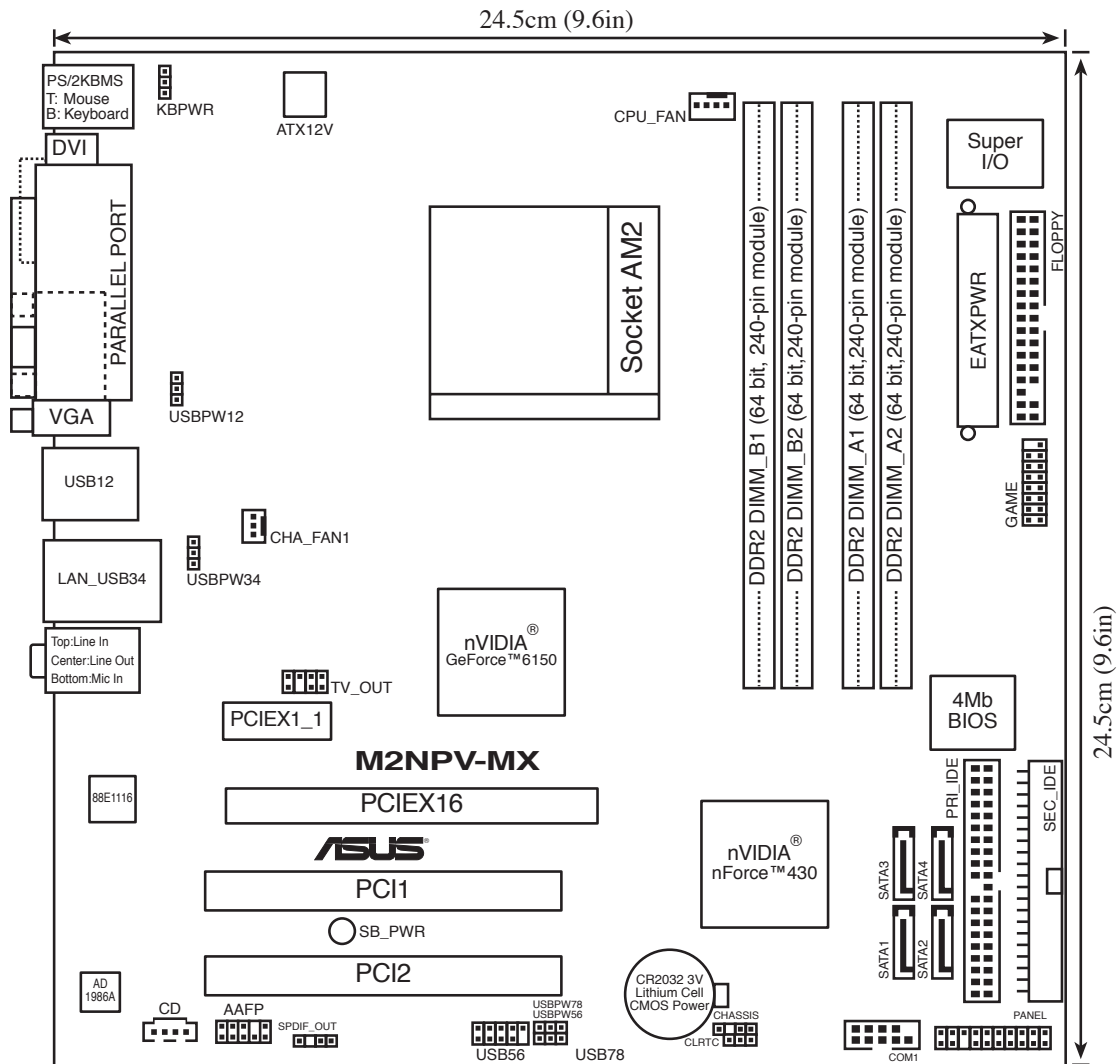 24.5cm (9.6in)
PS/2KBMS
T: Mouse
B: Keyboard
KBPWR
ATX12V
CPU_FAN
Super
I/O
DVI
PARALLEL PORT
Socket AM2
DDR2 DIMM_B1 (64 bit, 240-pin module)
DDR2 DIMM_B2 (64 bit,240-pin module)
DDR2 DIMM_A1 (64 bit,240-pin module)
DDR2 DIMM_A2 (64 bit,240-pin module)
EATXPWR
FLOPPY
USBPW12
VGA
USB12
GAME
CHA_FAN1
LAN_USB34
USBPW34
24.5cm (9.6in)
nVIDIA®
GeForce™6150
Top:Line In
Center:Line Out
Bottom:Mic In
TV_OUT
PCIEX1_1
4Mb
BIOS
M2NPV-MX
88E1116
PCIEX16
PRI_IDE
SEC_IDE
nVIDIA®
nForce™430
ASUS®
SATA3
SATA4
PCI1
SB_PWR
SATA1
SATA2
PCI2
AD
1986A
CR2032 3V
Lithium Cell
CMOS Power
CD
AAFP
SPDIF_OUT
USBPW78
USBPW56
USB56
USB78
CHASSIS
CLRTC
COM1
PANEL